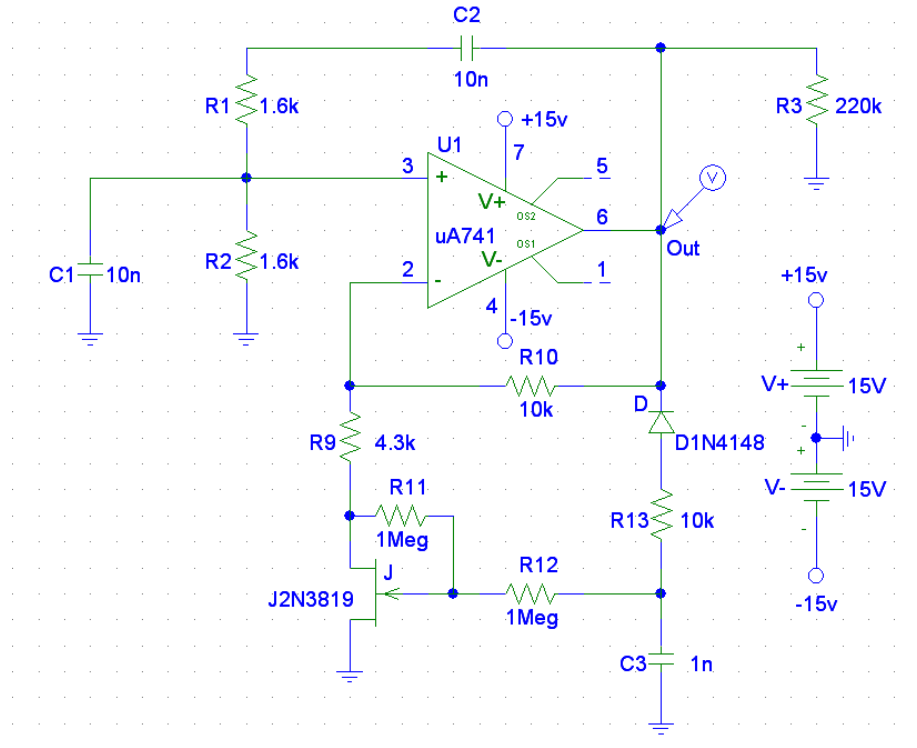 C2
10n
R1 1.6k
R3 220k
+15v
U1
7
3
+
V+
OS2
5
V
uA741
6
OS1
Out
V-
2
-
1
4
-15v
C1 10n
R2 1.6k
+15v
R10
10k
+
V+ 15V
-
+
V- 15V
-
-15v
D
D1N4148
R9 4.3k
R11
1Meg
R13 10k
J
J2N3819
R12
1Meg
C3 1n